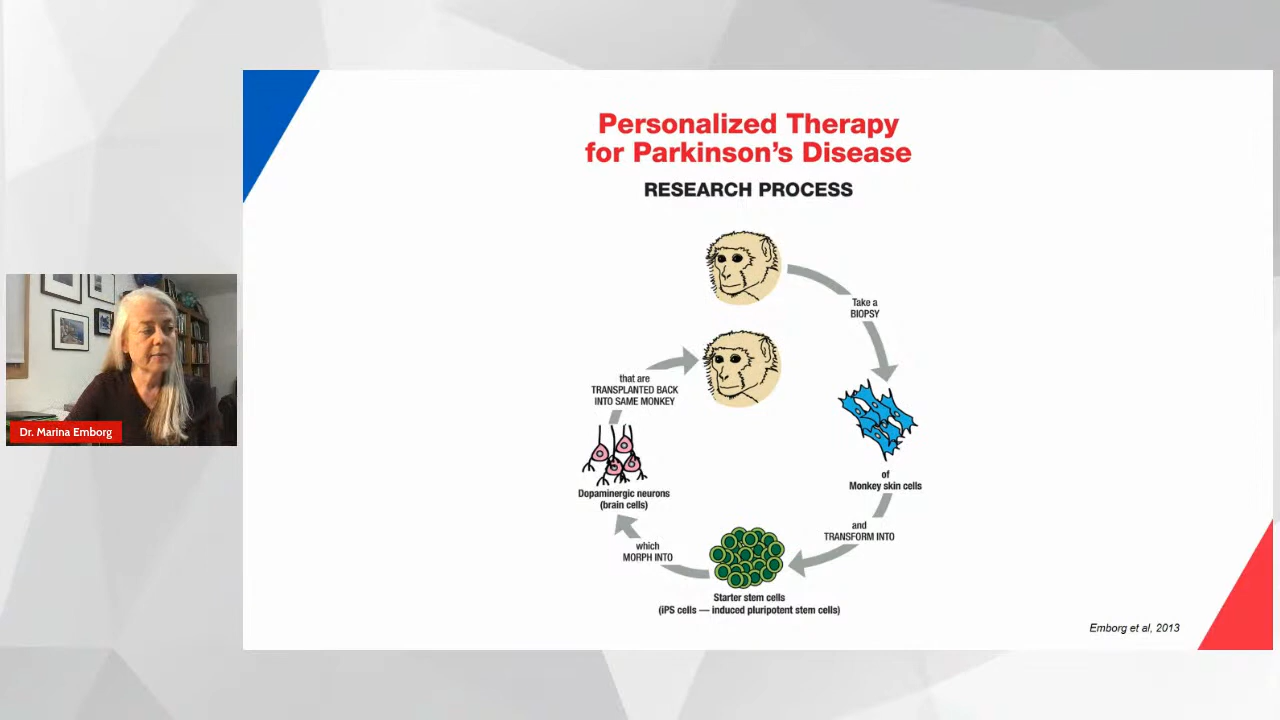 Personalized Therapy
for Parkinson’s Disease
RESEARCH PROCESS
Take a
BIOPSY
of
Monkey skin cells
and
TRANSFORM INTO
Starter stem cells
(iPS cells — induced pluripotent stem cells)
which
MORPH INTO
Dopaminergic neurons
(brain cells)
that are
TRANSPLANTED BACK
INTO SAME MONKEY
Emborg et al, 2013
Dr. Marina Emborg